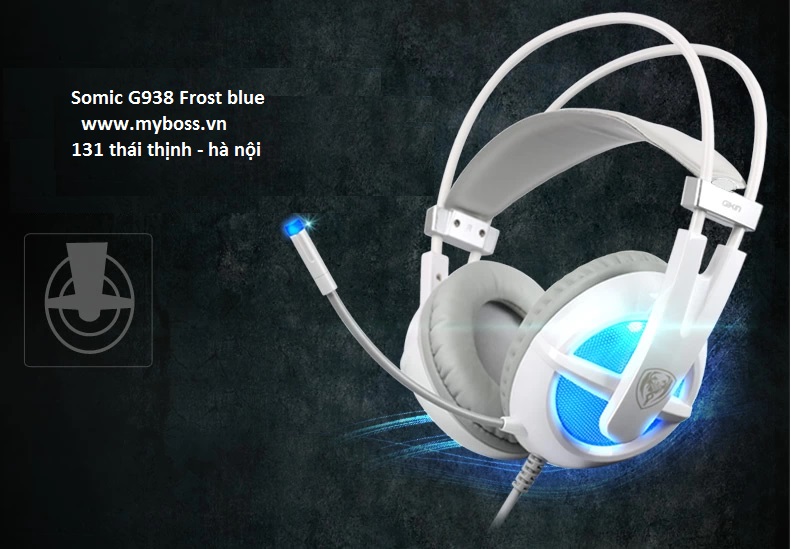 Somic G938 Frost blue
www.myboss.vn
131 thái thịnh - hà nội